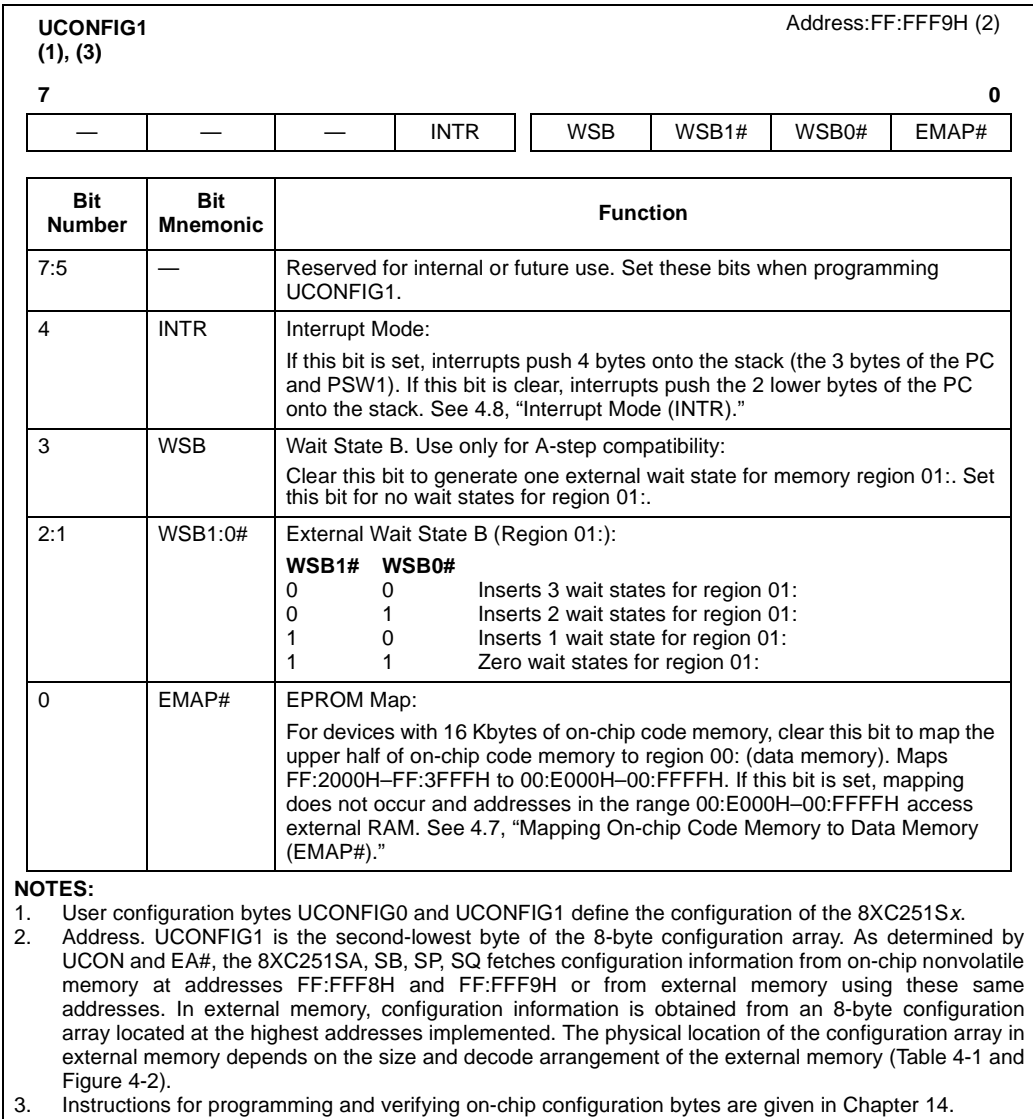 UCONFIG1 Address:FF:FFF9H (2)
(1), (3)
7 0
— — — INTR WSB WSB1# WSB0# EMAP#
Bit Number Bit Mnemonic Function
7:5 — Reserved for internal or future use. Set these bits when programming
UCONFIG1.
4 INTR Interrupt Mode:
If this bit is set, interrupts push 4 bytes onto the stack (the 3 bytes of the PC
and PSW1). If this bit is clear, interrupts push the 2 lower bytes of the PC
onto the stack. See 4.8, “Interrupt Mode (INTR).”
3 WSB Wait State B. Use only for A-step compatibility:
Clear this bit to generate one external wait state for memory region 01:. Set
this bit for no wait states for region 01:.
2:1 WSB1:0# External Wait State B (Region 01:):
WSB1# WSB0#
0 0 Inserts 3 wait states for region 01:
0 1 Inserts 2 wait states for region 01:
1 0 Inserts 1 wait state for region 01:
1 1 Zero wait states for region 01:
0 EMAP# EPROM Map:
For devices with 16 Kbytes of on-chip code memory, clear this bit to map the
upper half of on-chip code memory to region 00: (data memory). Maps
FF:2000H–FF:3FFFH to 00:E000H–00:FFFFH. If this bit is set, mapping
does not occur and addresses in the range 00:E000H–00:FFFFH access
external RAM. See 4.7, “Mapping On-chip Code Memory to Data Memory
(EMAP#).”
NOTES:
1. User configuration bytes UCONFIG0 and UCONFIG1 define the configuration of the 8XC251Sx.
2. Address. UCONFIG1 is the second-lowest byte of the 8-byte configuration array. As determined by
UCON and EA#, the 8XC251SA, SB, SP, SQ fetches configuration information from on-chip nonvolatile
memory at addresses FF:FFF8H and FF:FFF9H or from external memory using these same
addresses. In external memory, configuration information is obtained from an 8-byte configuration
array located at the highest addresses implemented. The physical location of the configuration array in
external memory depends on the size and decode arrangement of the external memory (Table 4-1 and
Figure 4-2).
3. Instructions for programming and verifying on-chip configuration bytes are given in Chapter 14.